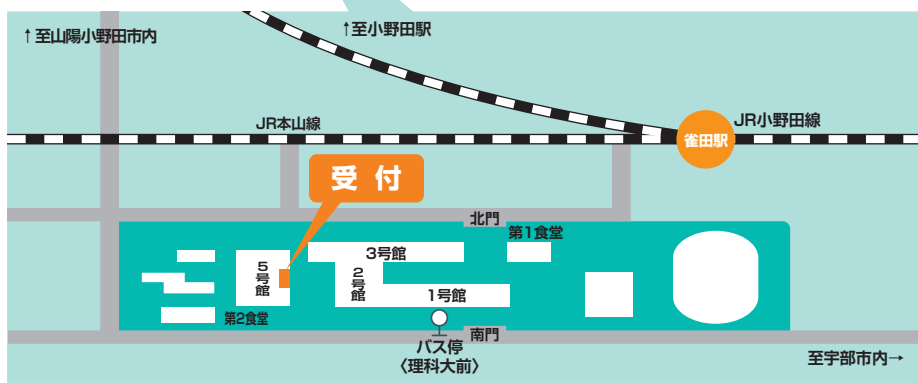 ↑至山陽小野田市内
↑至小野田駅
JR本山線
雀田駅
JR小野田線
受付
北門
第1食堂
3号館
5号館
2号館
1号館
第2食堂
南門
バス停
〈理科大前〉
至宇部市内→